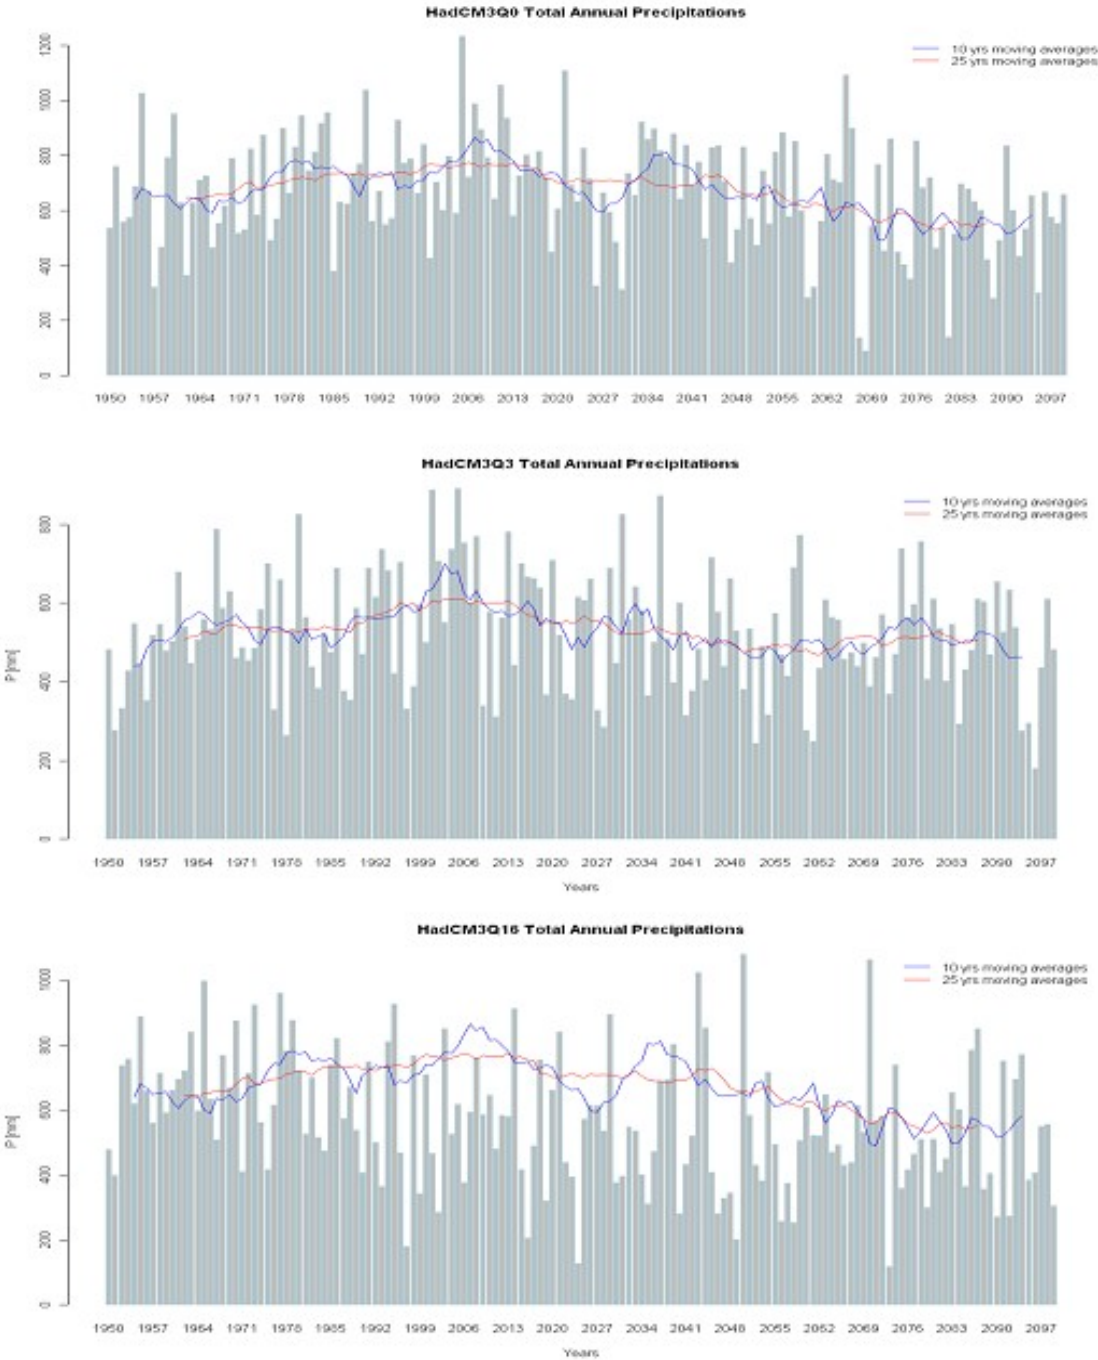 HadCM3Q0 Total Annual Precipitations
10 yrs moving averages
25 yrs moving averages
1200
1000
800
600
400
200
0
1950 1957 1964 1971 1978 1985 1992 1999 2006 2013 2020 2027 2034 2041 2048 2055 2062 2069 2076 2083 2090 2097
HadCM3Q3 Total Annual Precipitations
10 yrs moving averages
25 yrs moving averages
800
600
400
200
0
1950 1957 1964 1971 1978 1985 1992 1999 2006 2013 2020 2027 2034 2041 2048 2055 2062 2069 2076 2083 2090 2097
Years
HadCM3Q16 Total Annual Precipitations
10 yrs moving averages
25 yrs moving averages
1000
800
600
400
200
0
1950 1957 1964 1971 1978 1985 1992 1999 2006 2013 2020 2027 2034 2041 2048 2055 2062 2069 2076 2083 2090 2097
Years